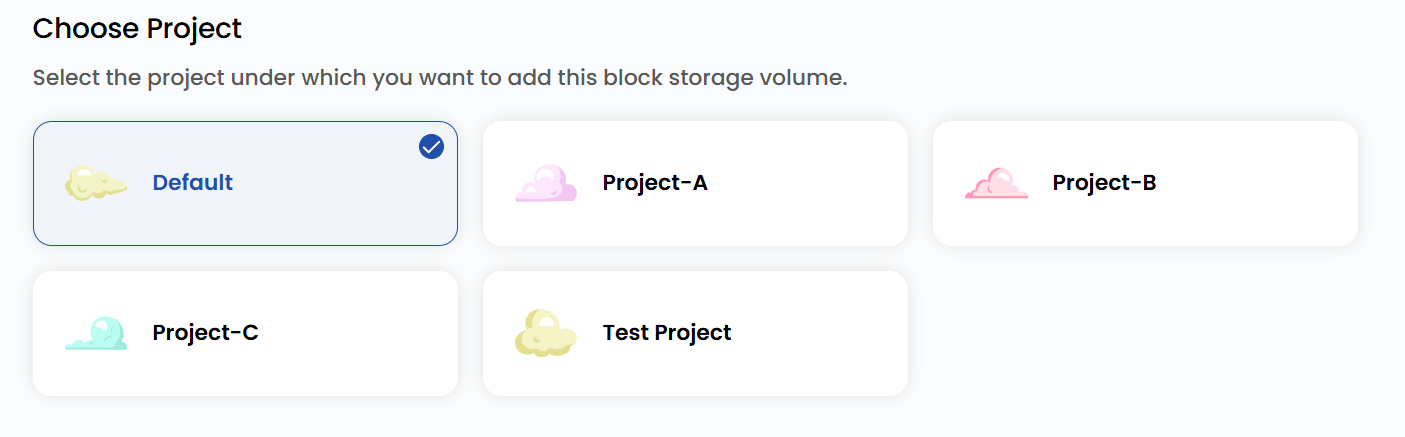 Choose Project
Select the project under which you want to add this block storage volume.
Default
Project-A
Project-B
Project-C
Test Project